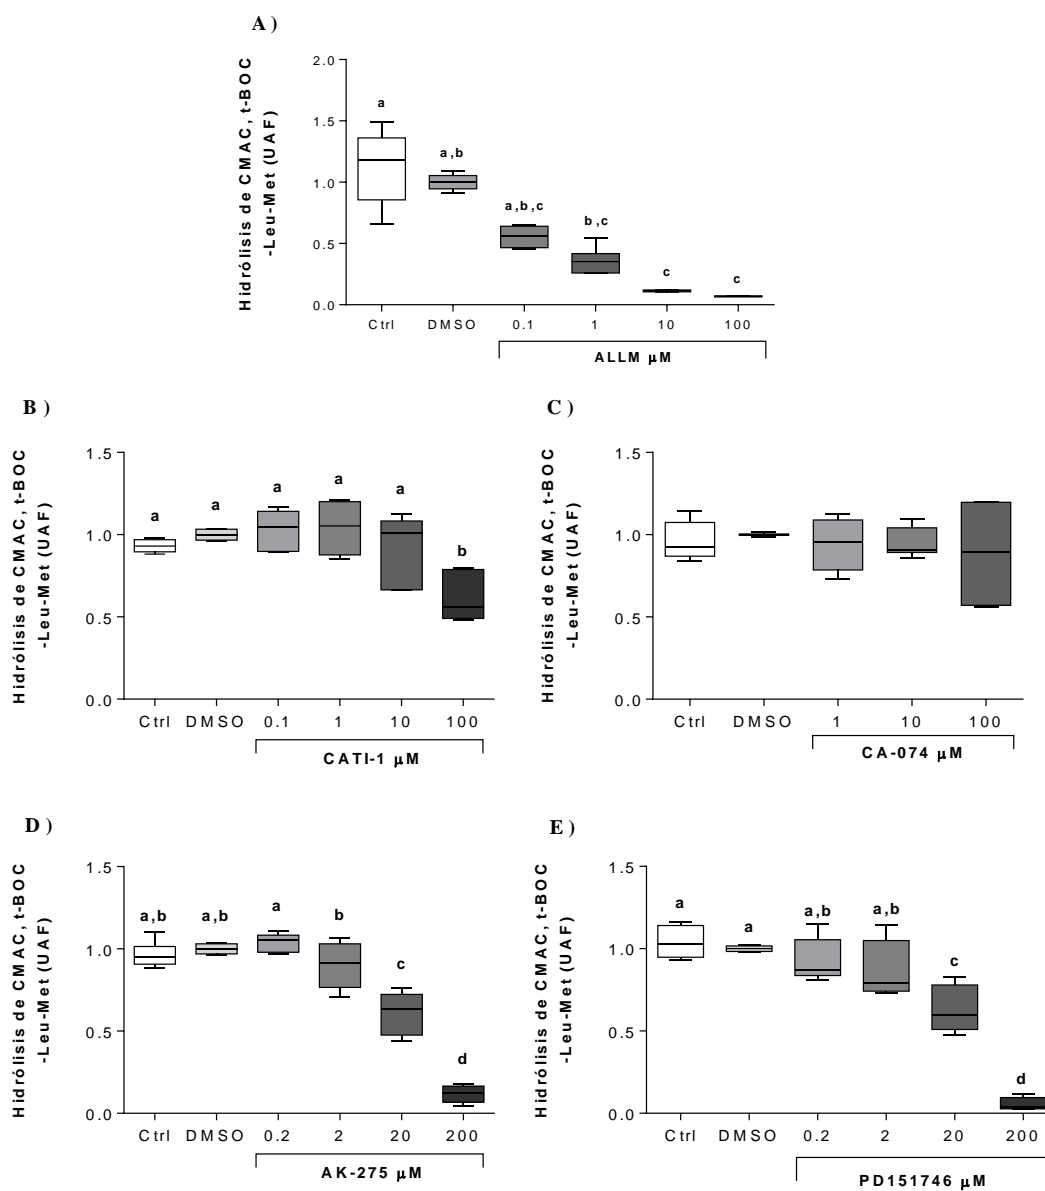 A )
Hidrólisis de CMAC, t-BOC
-Leu-Met (UAF)
2.0
1.5
1.0
0.5
0.0
a
a,b
a,b,c
b,c
c
c
Ctrl DMSO 0.1 1 10 100
ALLM µM
B )
Hidrólisis de CMAC, t-BOC
-Leu-Met (UAF)
1.5
1.0
0.5
0.0
a
a
a
a
a
b
Ctrl DMSO 0.1 1 10 100
CATI-1 µM
C )
Hidrólisis de CMAC, t-BOC
-Leu-Met (UAF)
1.5
1.0
0.5
0.0
Ctrl DMSO 1 10 100
CA-074 µM
D )
Hidrólisis de CMAC, t-BOC
-Leu-Met (UAF)
1.5
1.0
0.5
0.0
a,b
a,b
a
b
c
d
Ctrl DMSO 0.2 2 20 200
AK-275 µM
E )
Hidrólisis de CMAC, t-BOC
-Leu-Met (UAF)
1.5
1.0
0.5
0.0
a
a
a,b
a,b
c
d
Ctrl DMSO 0.2 2 20 200
PD151746 µM